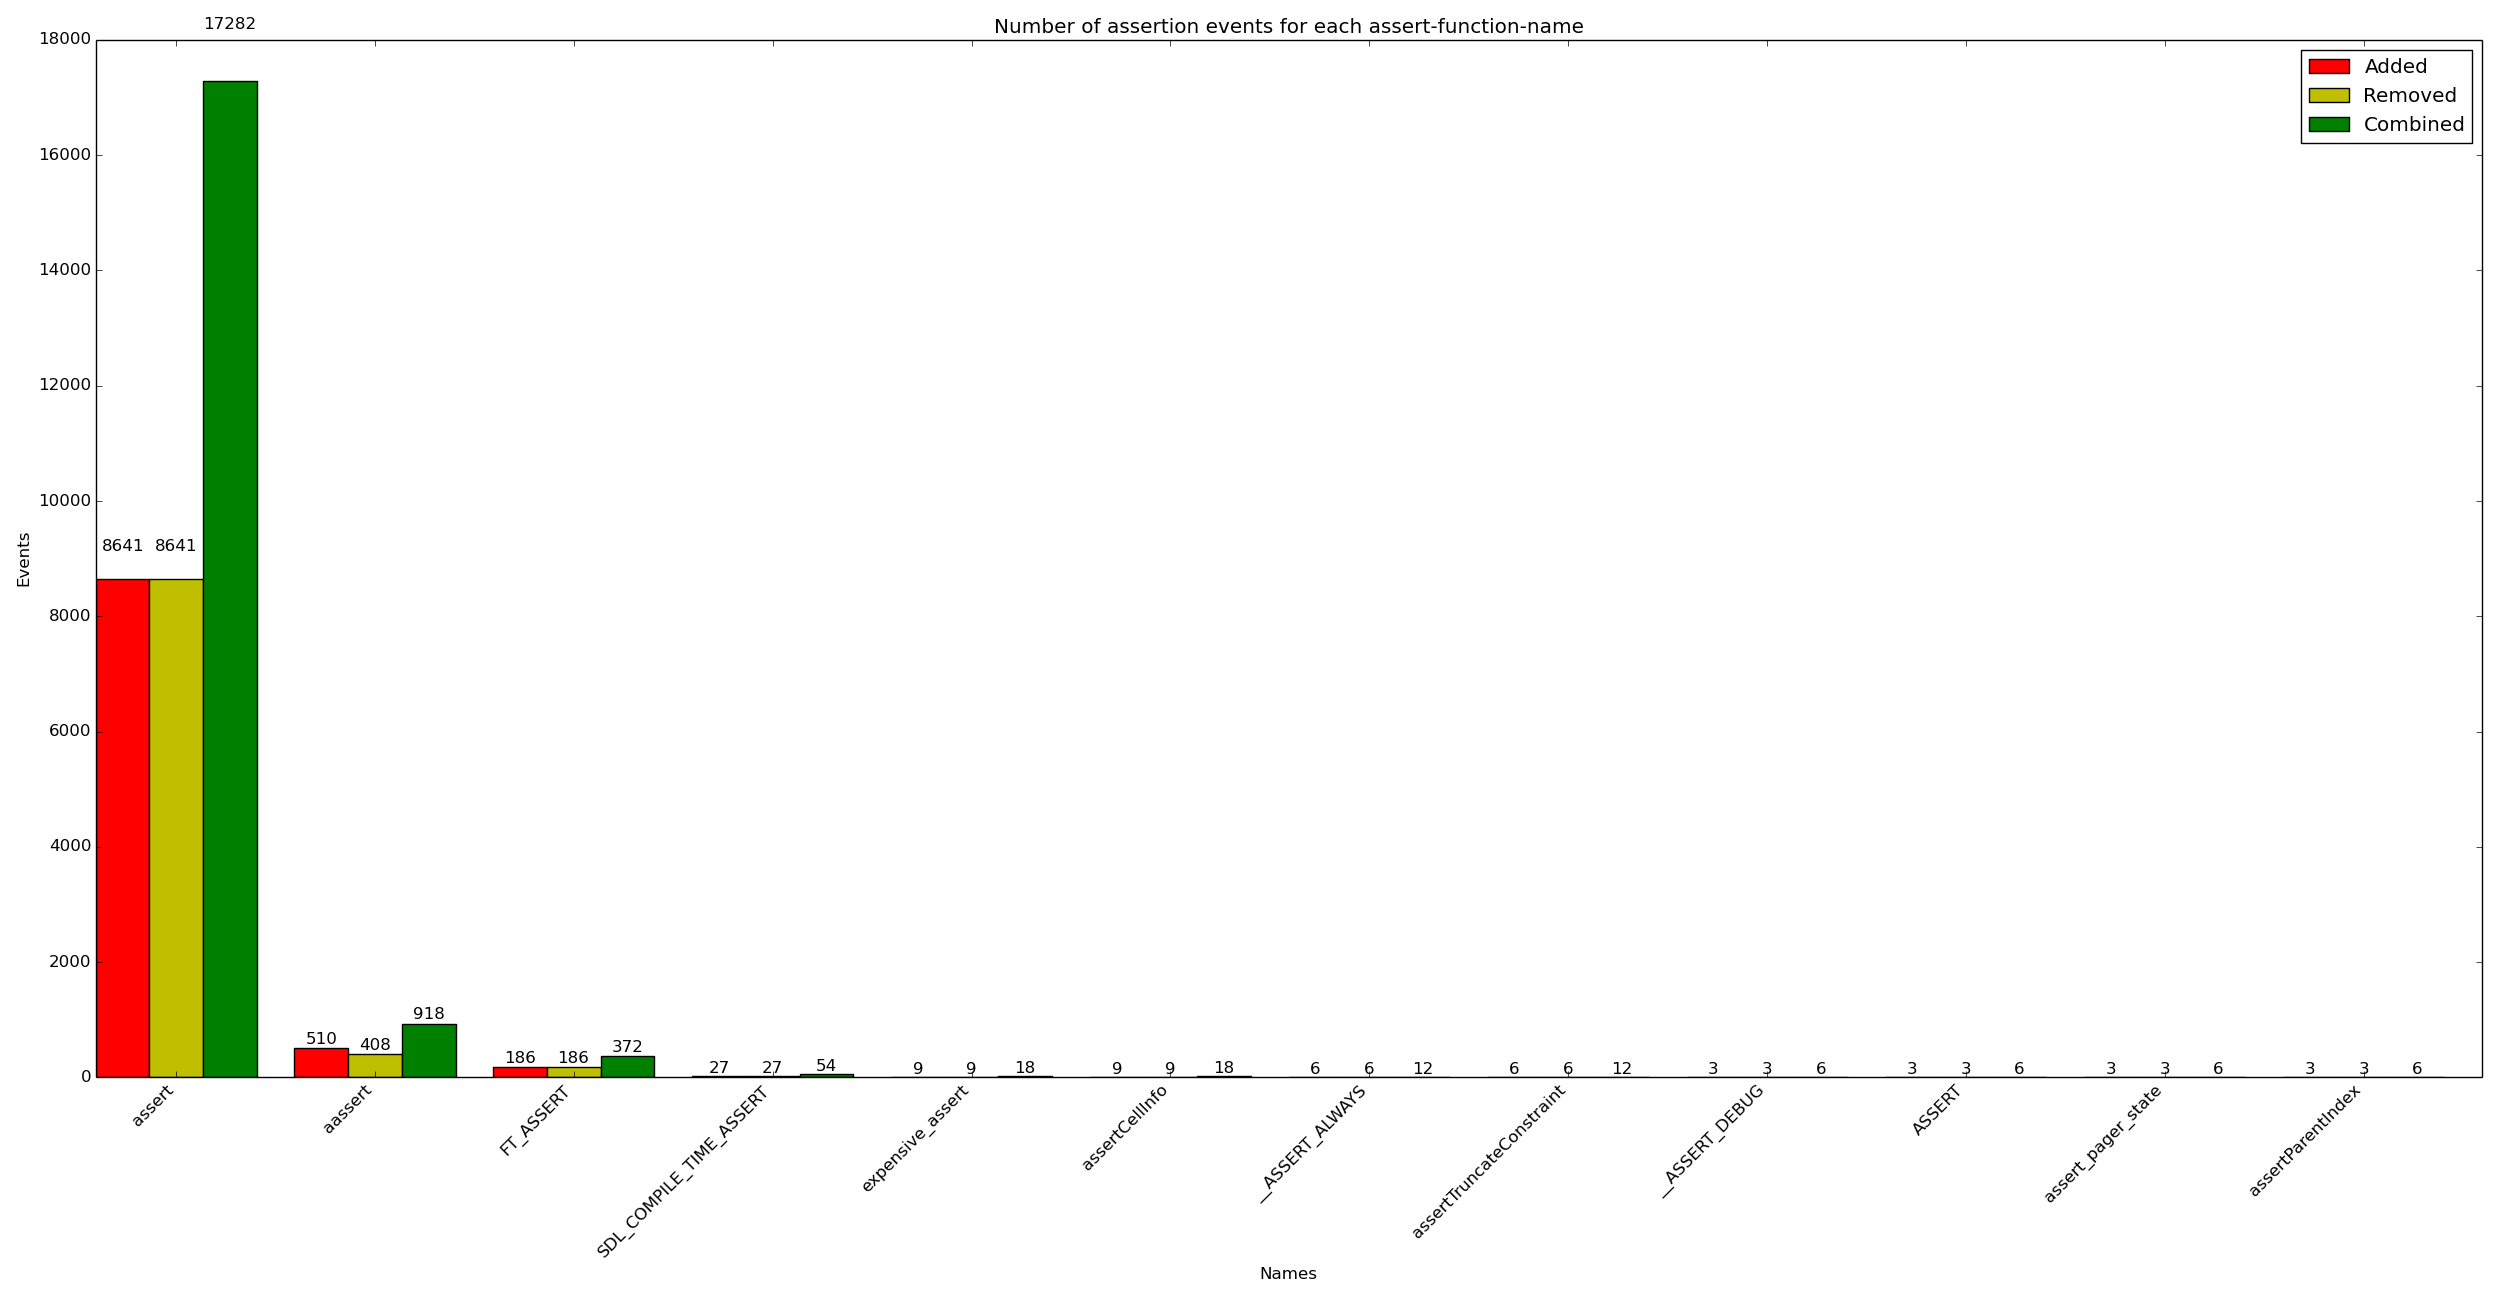 Number of assertion events for each assert-function-name
17282
18000
16000
14000
12000
10000
8000
6000
4000
2000
0
Events
Added
Removed
Combined
8641 8641
510 408 918
186 186 372
27 27 54
9 9 18
9 9 18
6 6 12
6 6 12
3 3 6
3 3 6
3 3 6
3 3 6
assert
aassert
FT_ASSERT
SDL_COMPILE_TIME_ASSERT
expensive_assert
assertCellInfo
__ASSERT_ALWAYS
assertTruncateConstraint
__ASSERT_DEBUG
ASSERT
assert_pager_state
assertParentIndex
Names